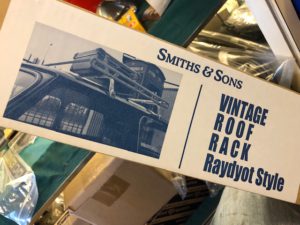 SMITHS & SONS
VINTAGE
ROOF
RACK
Raydyot Style